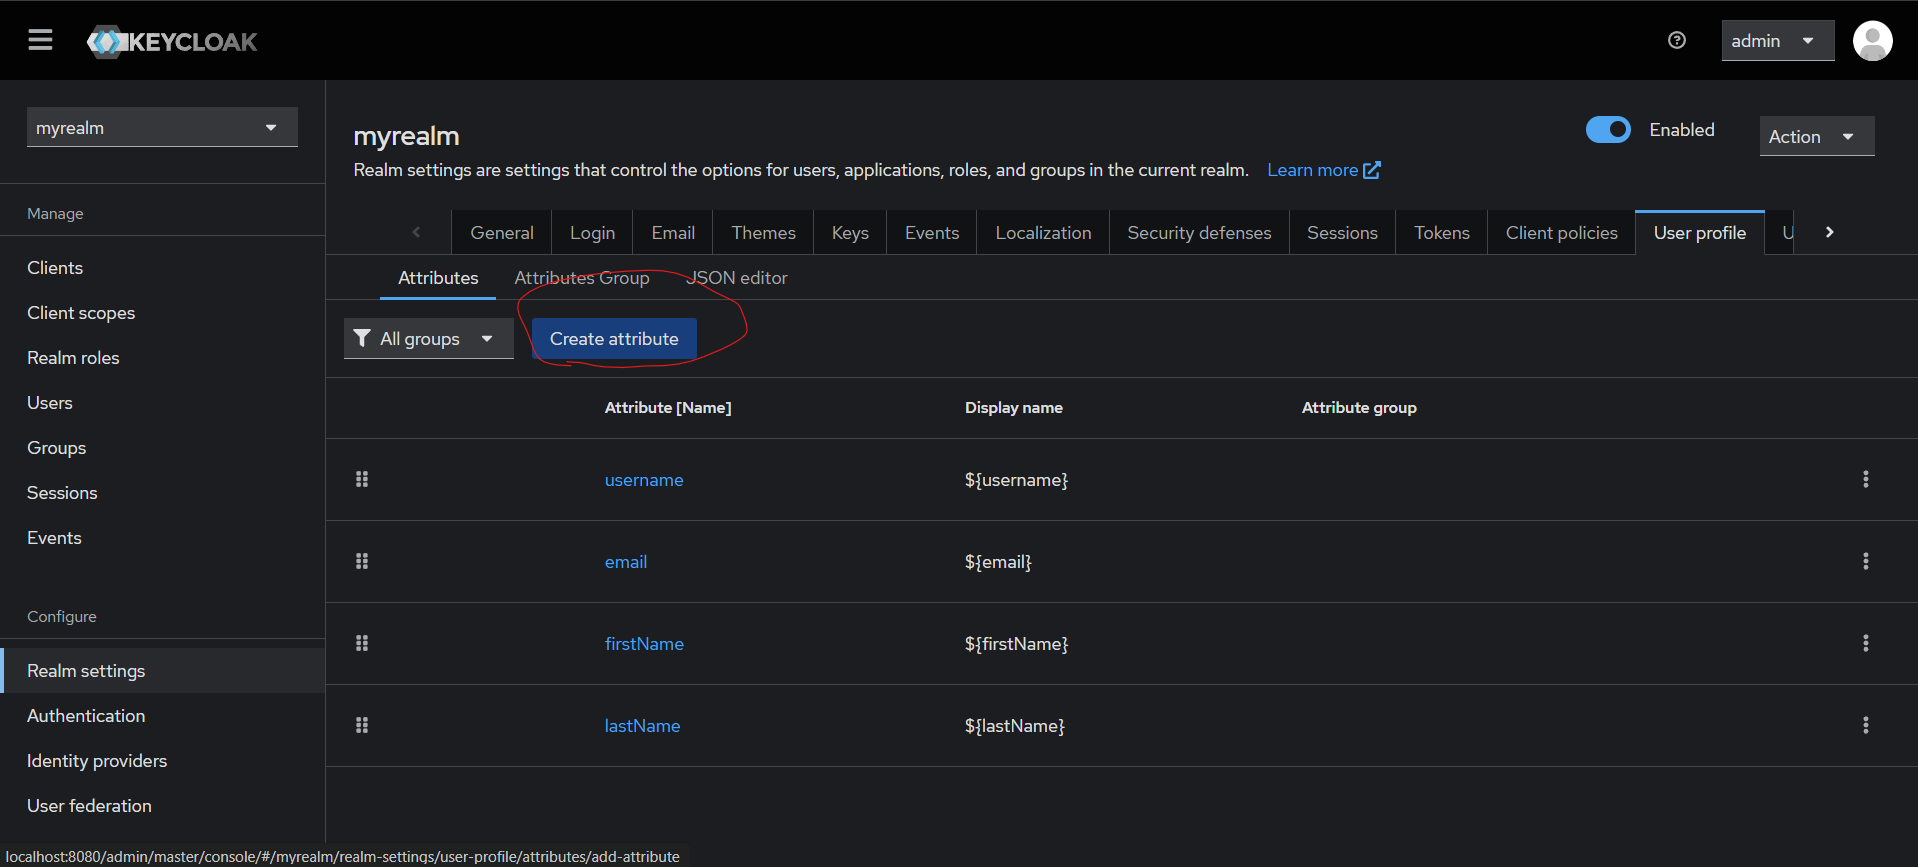 KEYCLOAK
admin
myrealm
Manage
Clients
Client scopes
Realm roles
Users
Groups
Sessions
Events
Configure
Realm settings
Authentication
Identity providers
User federation
myrealm
Enabled
Action
Realm settings are settings that control the options for users, applications, roles, and groups in the current realm. Learn more
General Login Email Themes Keys Events Localization Security defenses Sessions Tokens Client policies User profile U
Attributes Attributes Group JSON editor
All groups Create attribute
Attribute [Name] Display name Attribute group
username ${username}
email ${email}
firstName ${firstName}
lastName ${lastName}
localhost:8080/admin/master/console/#/myrealm/realm-settings/user-profile/attributes/add-attribute